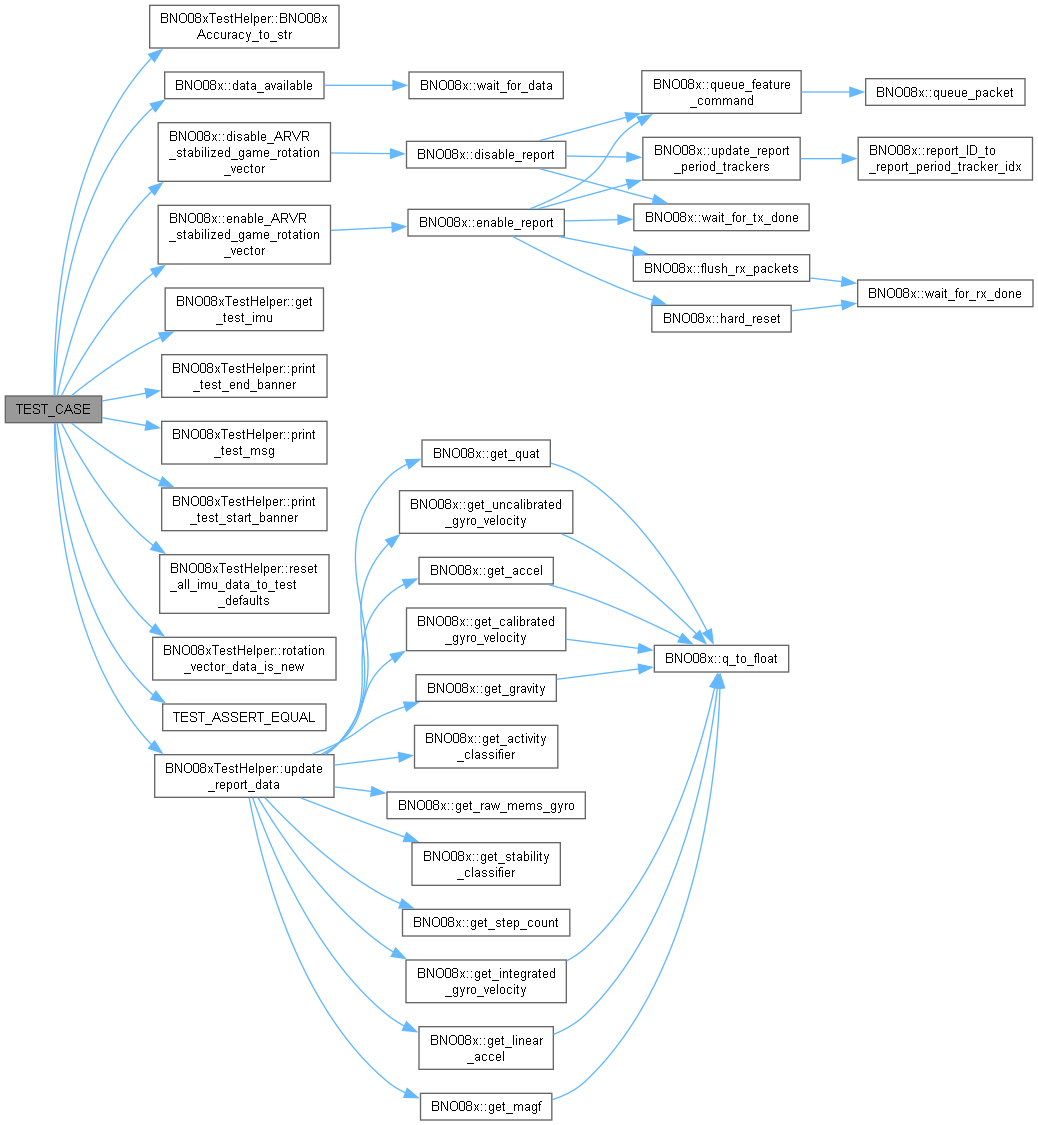 BNO08xTestHelper::BNO08x
Accuracy_to_str
BNO08x::data_available
BNO08x::wait_for_data
BNO08x::disable_ARVR
_stabilized_game_rotation
_vector
BNO08x::disable_report
BNO08x::queue_feature
_command
BNO08x::queue_packet
BNO08x::update_report
_period_trackers
BNO08x::report_ID_to
_report_period_tracker_idx
BNO08x::wait_for_tx_done
BNO08x::enable_ARVR
_stabilized_game_rotation
_vector
BNO08x::enable_report
BNO08x::flush_rx_packets
BNO08x::wait_for_rx_done
BNO08x::hard_reset
BNO08xTestHelper::get
_test_imu
BNO08xTestHelper::print
_test_end_banner
TEST_CASE
BNO08xTestHelper::print
_test_msg
BNO08xTestHelper::print
_test_start_banner
BNO08xTestHelper::reset
_all_imu_data_to_test
_defaults
BNO08xTestHelper::rotation
_vector_data_is_new
TEST_ASSERT_EQUAL
BNO08xTestHelper::update
_report_data
BNO08x::get_quat
BNO08x::get_uncalibrated
_gyro_velocity
BNO08x::get_accel
BNO08x::get_calibrated
_gyro_velocity
BNO08x::q_to_float
BNO08x::get_gravity
BNO08x::get_activity
_classifier
BNO08x::get_raw_mems_gyro
BNO08x::get_stability
_classifier
BNO08x::get_step_count
BNO08x::get_integrated
_gyro_velocity
BNO08x::get_linear
_accel
BNO08x::get_magf